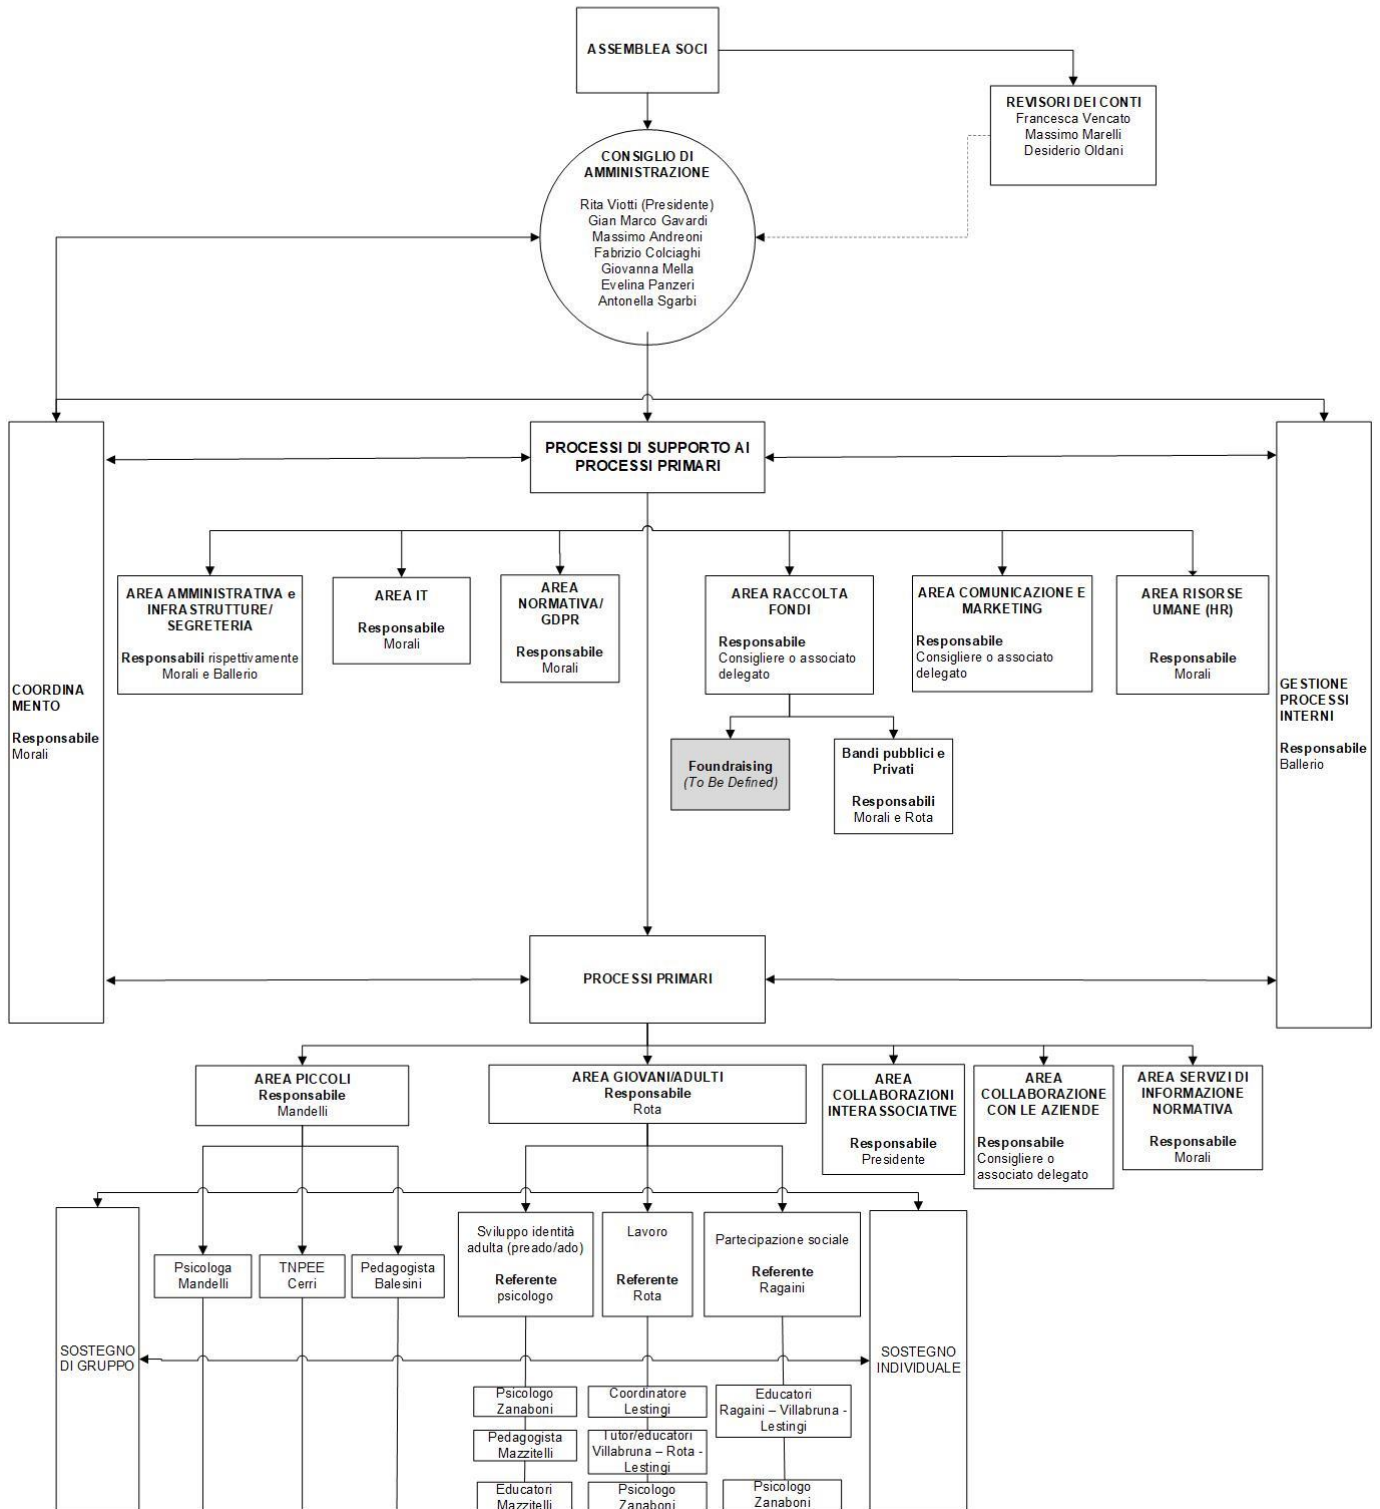 ASSEMBLEA SOCI
REVISORI DEI CONTI
Francesca Vencato
Massimo Marelli
Desiderio Oldani
CONSIGLIO DI
AMMINISTRAZIONE
Rita Viotti (Presidente)
Gian Marco Gavardi
Massimo Andreoni
Fabrizio Colciaghi
Giovanna Mella
Evelina Panzeri
Antonella Sgarbi
PROCESSI DI SUPPORTO AI
PROCESSI PRIMARI
COORDINA
MENTO
Responsabile
Morali
GESTIONE
PROCESSI
INTERNI
Responsabile
Ballerio
AREA AMMINISTRATIVA e
INFRASTRUTTURE/
SEGRETERIA
Responsabili rispettivamente
Morali e Ballerio
AREA IT
Responsabile
Morali
AREA
NORMATIVA/
GDPR
Responsabile
Morali
AREA RACCOLTA
FONDI
Responsabile
Consigliere o associato
delegato
AREA COMUNICAZIONE E
MARKETING
Responsabile
Consigliere o associato
delegato
AREA RISORSE
UMANE (HR)
Responsabile
Morali
Foundraising
(To Be Defined)
Bandi pubblici e
Privati
Responsabili
Morali e Rota
PROCESSI PRIMARI
AREA PICCOLI
Responsabile
Mandelli
AREA GIOVANI/ADULTI
Responsabile
Rota
AREA
COLLABORAZIONI
INTERASSOCIATIVE
Responsabile
Presidente
AREA
COLLABORAZIONE
CON LE AZIENDE
Responsabile
Consigliere o
associato delegato
AREA SERVIZI DI
INFORMAZIONE
NORMATIVA
Responsabile
Morali
SOSTEGNO
DI GRUPPO
Psicologa
Mandelli
TNPEE
Cerri
Pedagogista
Balesini
Sviluppo identità
adulta (preado/ado)
Referente
psicologo
Lavoro
Referente
Rota
Partecipazione sociale
Referente
Ragaini
SOSTEGNO
INDIVIDUALE
Psicologo
Zanaboni
Pedagogista
Mazzitelli
Educatori
Mazzitelli
Coordinatore
Lestingi
Tutor/educatori
Villabruna – Rota -
Lestingi
Psicologo
Zanaboni
Educatori
Ragaini – Villabruna -
Lestingi
Psicologo
Zanaboni